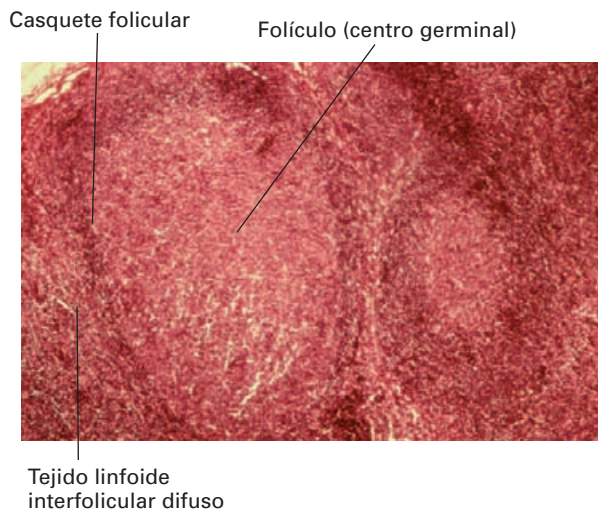 Casquete folicular
Folículo (centro germinal)
Tejido linfoide
interfolicular difuso